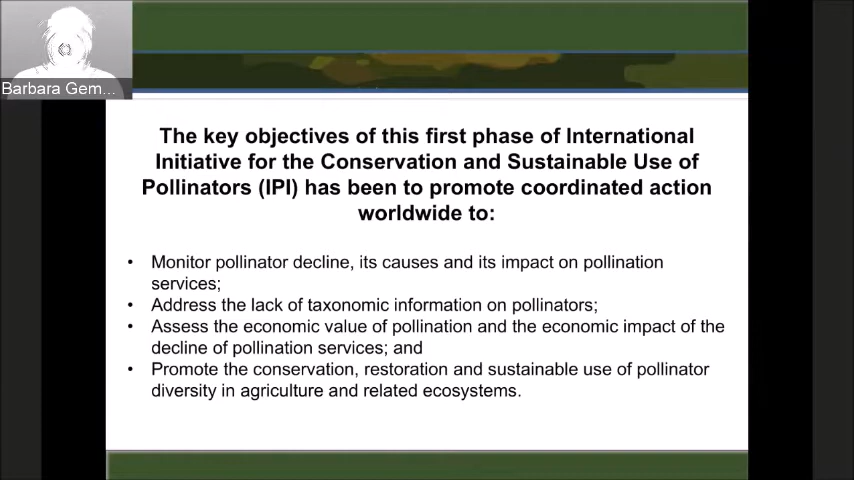 Barbara Gem...
The key objectives of this first phase of International
Initiative for the Conservation and Sustainable Use of
Pollinators (IPI) has been to promote coordinated action
worldwide to:
• Monitor pollinator decline, its causes and its impact on pollination
services;
• Address the lack of taxonomic information on pollinators;
• Assess the economic value of pollination and the economic impact of the
decline of pollination services; and
• Promote the conservation, restoration and sustainable use of pollinator
diversity in agriculture and related ecosystems.